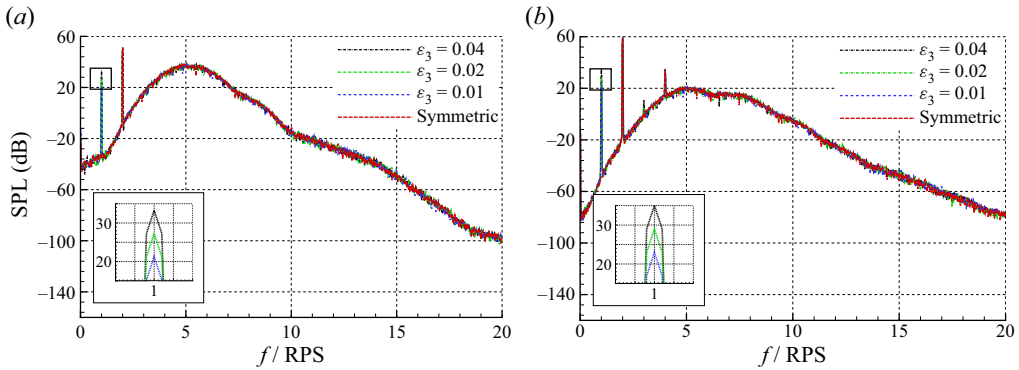 (a)
60
20
−20
−60
−100
−140
SPL (dB)
ε3 = 0.04
ε3 = 0.02
ε3 = 0.01
Symmetric
30
20
1
0
5
10
15
20
f / RPS
(b)
60
20
−20
−60
−100
−140
ε3 = 0.04
ε3 = 0.02
ε3 = 0.01
Symmetric
30
20
1
0
5
10
15
20
f / RPS